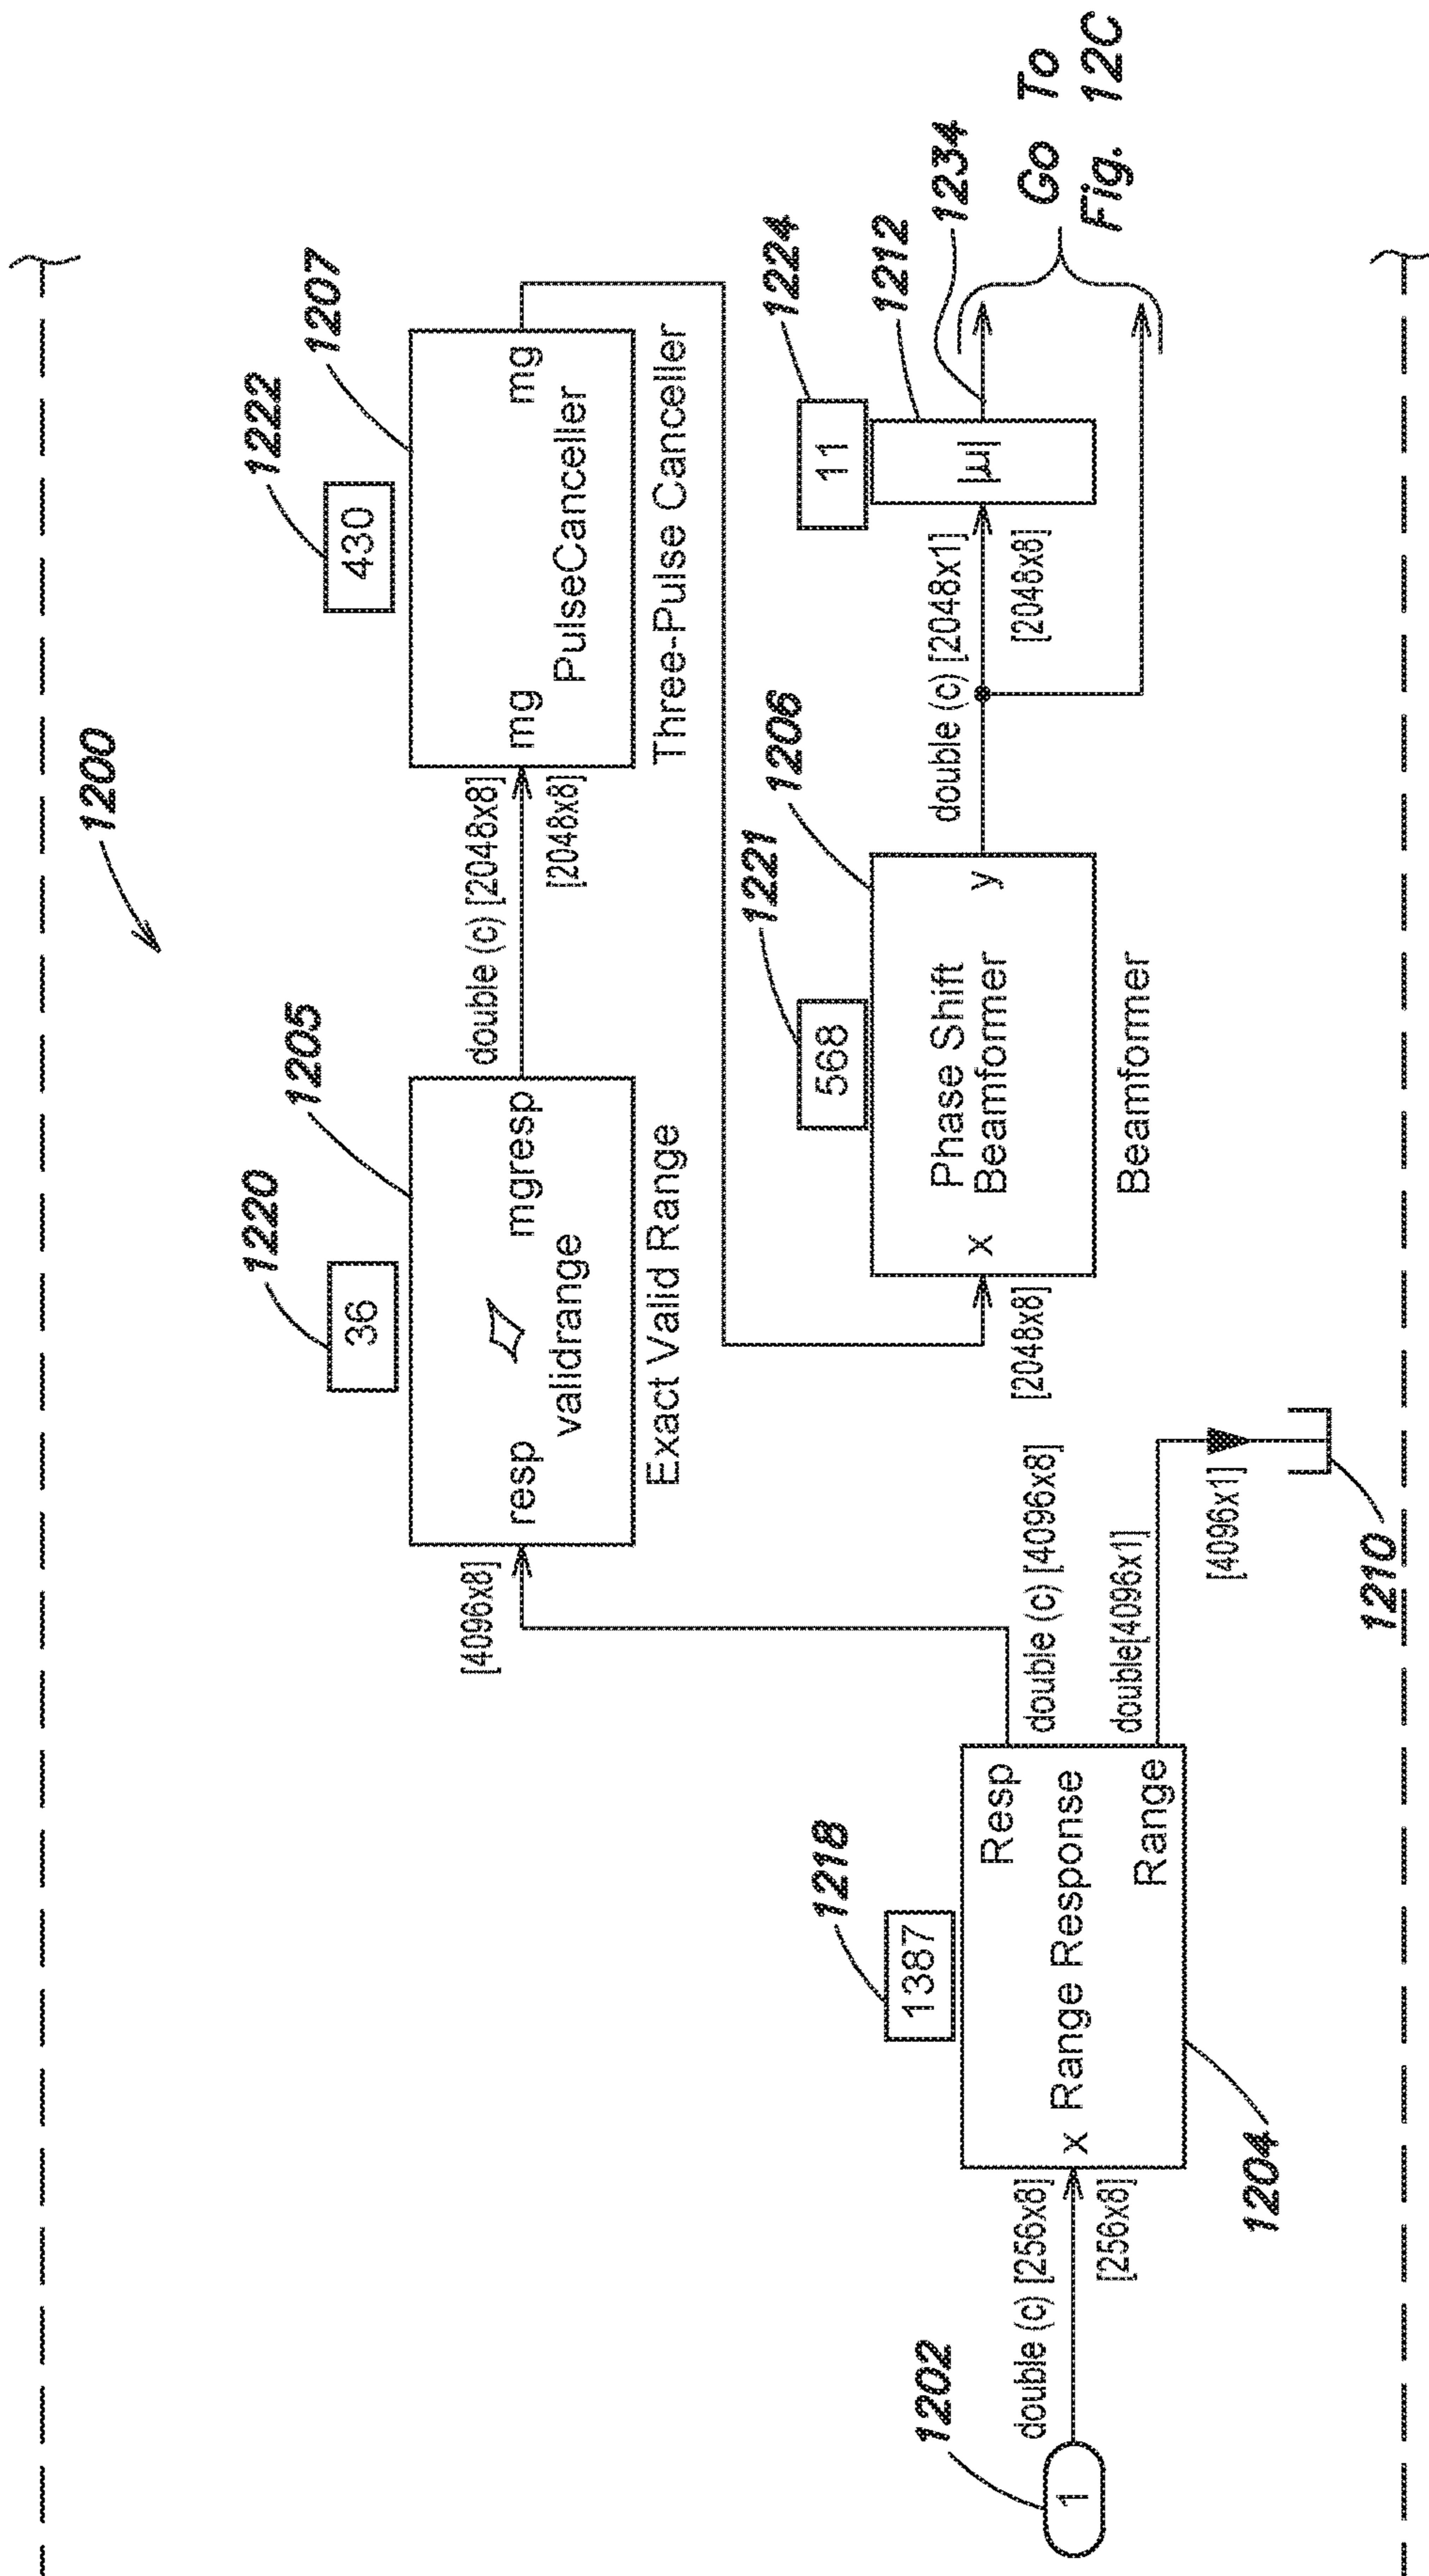 1200
1202
1
double (c) [256x8]
[256x8]
1204
1218
1387
x
Range Response
Resp
Range
double (c) [4096x8]
double[4096x1]
[4096x1]
1210
[4096x8]
1220
36
1205
resp
validrange
mgresp
Exact Valid Range
double (c) [2048x8]
[2048x8]
1222
430
1207
mg
PulseCanceller
mg
Three-Pulse Canceller
[2048x8]
1221
568
1206
x
Phase Shift
Beamformer
y
Beamformer
double (c) [2048x1]
[2048x8]
1224
11
1212
|μ|
1234
Go To
Fig. 12C